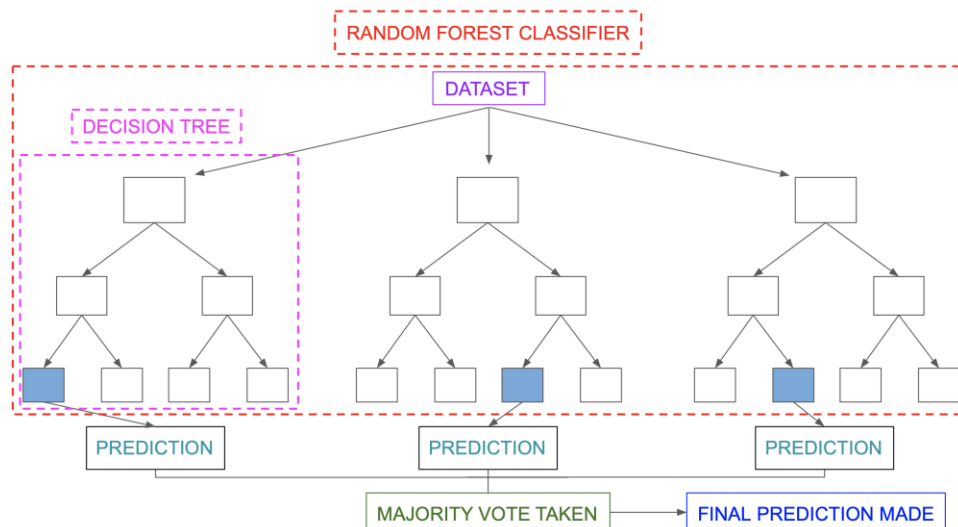 RANDOM FOREST CLASSIFIER
DATASET
DECISION TREE
PREDICTION
PREDICTION
PREDICTION
MAJORITY VOTE TAKEN
FINAL PREDICTION MADE